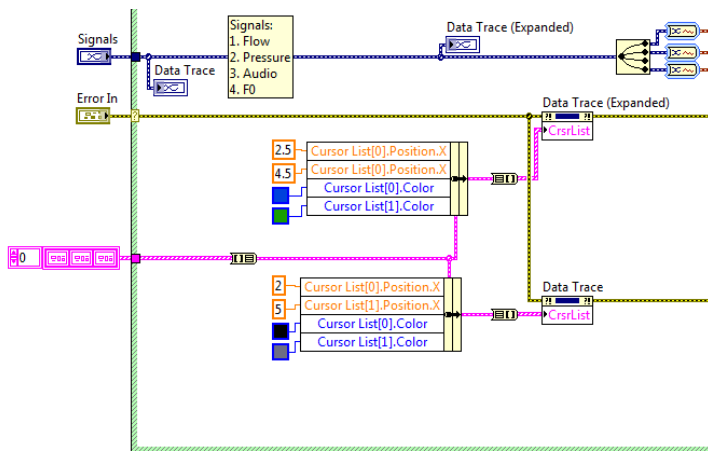 Signals
Data Trace
Signals:
1. Flow
2. Pressure
3. Audio
4. F0
Data Trace (Expanded)
Error In
Data Trace (Expanded)
CrsrList
2.5
Cursor List[0].Position.X
4.5
Cursor List[0].Position.X
Cursor List[0].Color
Cursor List[1].Color
0
2
Cursor List[0].Position.X
5
Cursor List[1].Position.X
Cursor List[0].Color
Cursor List[1].Color
Data Trace
CrsrList